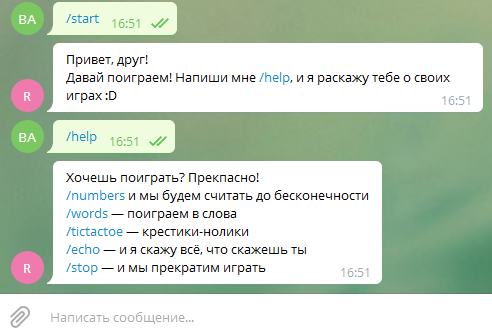 BA
/start 16:51
Привет, друг!
Давай поиграем! Напиши мне /help, и я раскажу тебе о своих
играх :D
R
16:51
BA
/help 16:51
Хочешь поиграть? Прекпасно!
/numbers и мы будем считать до бесконечности
/words — поиграем в слова
/tictactoe — крестики-нолики
/echo — и я скажу всё, что скажешь ты
/stop — и мы прекратим играть
R
16:51
Написать сообщение...